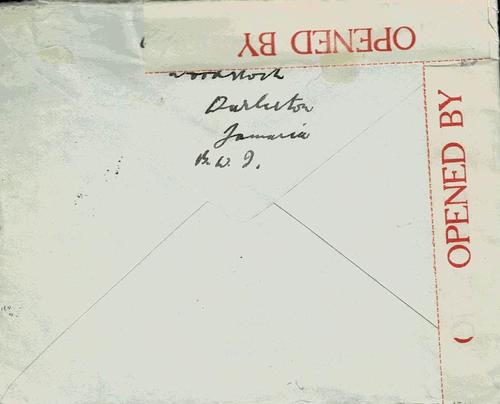 OPENED BY
Woodstock
Darliston
Jamaica
B. W. I.
OPENED BY